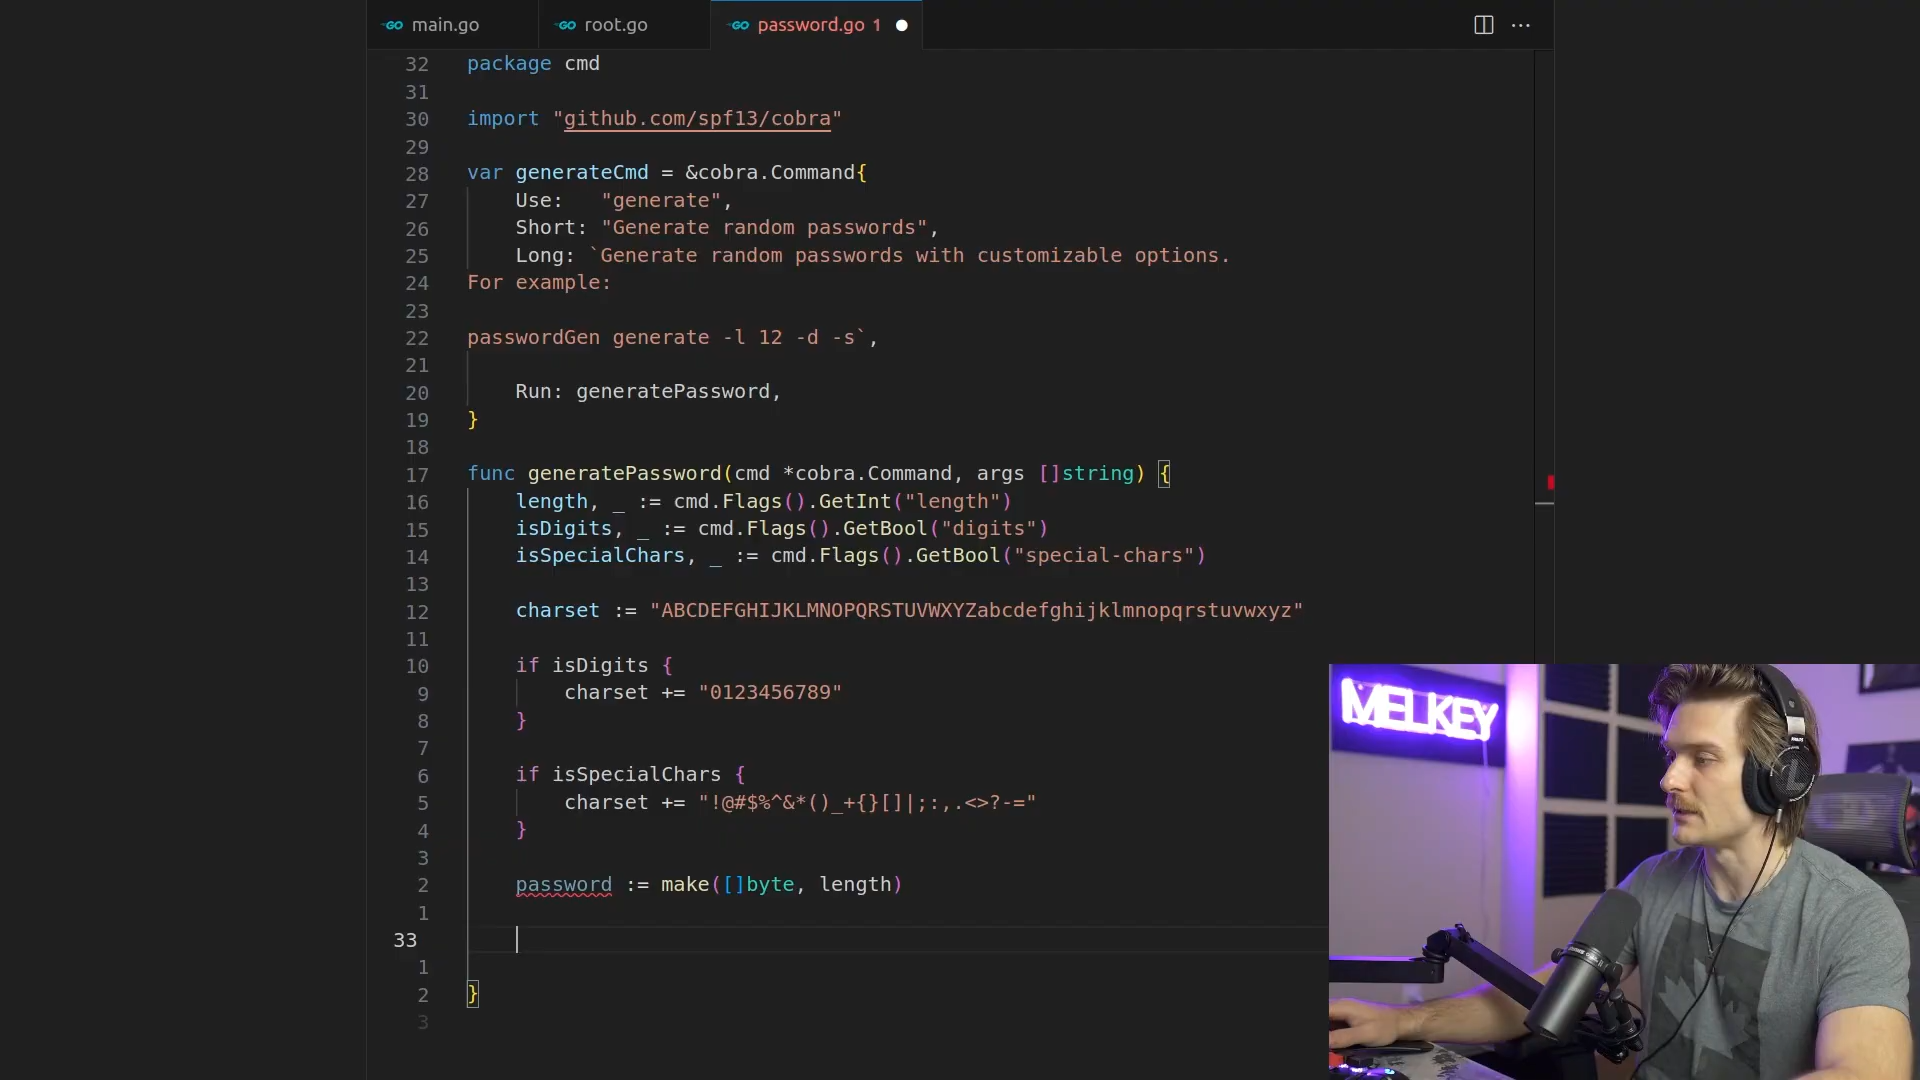 main.go root.go password.go 1
32 package cmd
31
30 import "github.com/spf13/cobra"
29
28 var generateCmd = &cobra.Command{
27 Use: "generate",
26 Short: "Generate random passwords",
25 Long: `Generate random passwords with customizable options.
24 For example:
23
22 passwordGen generate -l 12 -d -s`,
21
20 Run: generatePassword,
19 }
18
17 func generatePassword(cmd *cobra.Command, args []string) {
16 length, _ := cmd.Flags().GetInt("length")
15 isDigits, _ := cmd.Flags().GetBool("digits")
14 isSpecialChars, _ := cmd.Flags().GetBool("special-chars")
13
12 charset := "ABCDEFGHIJKLMNOPQRSTUVWXYZabcdefghijklmnopqrstuvwxyz"
11
10 if isDigits {
9 charset += "0123456789"
8 }
7
6 if isSpecialChars {
5 charset += "!@#$%^&*()_+{}[]|;:,.<>?-="
4 }
3
2 password := make([]byte, length)
1
33
1
2 }
3
MELKEY